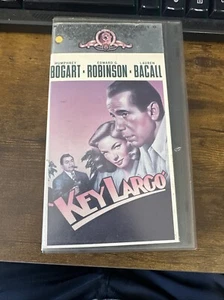 HUMPHREY EDWARD G. LAUREN
BOGART • ROBINSON • BACALL
"KEY LARGO"